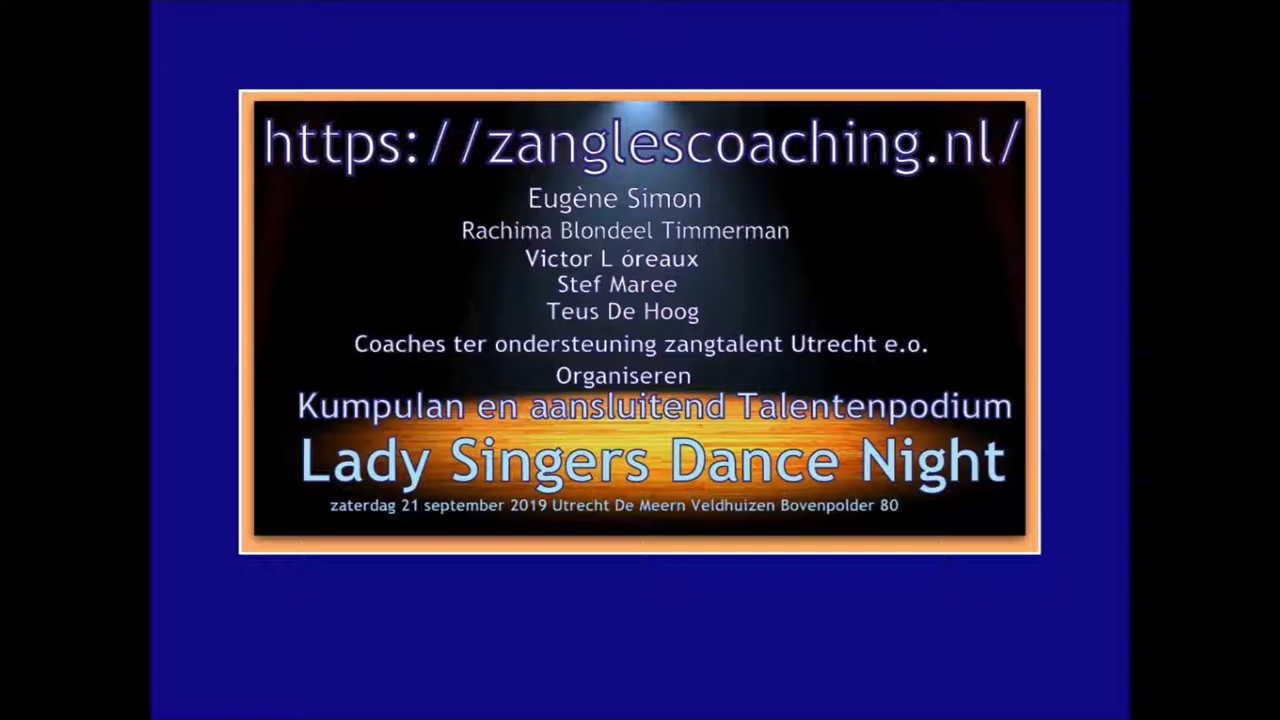 https://zanglescoaching.nl/
Eugène Simon
Rachima Blondeel Timmerman
Victor L óreaux
Stef Maree
Teus De Hoog
Coaches ter ondersteuning zangtalent Utrecht e.o.
Organiseren
Kumpulan en aansluitend Talentenpodium
Lady Singers Dance Night
zaterdag 21 september 2019 Utrecht De Meern Veldhuizen Bovenpolder 80